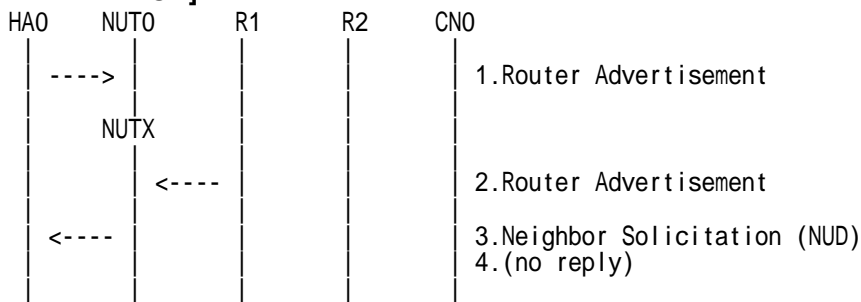 HA0 NUT0 R1 R2 CN0
----> 1.Router Advertisement
NUTX
<---- 2.Router Advertisement
<---- 3.Neighbor Solicitation (NUD)
4.(no reply)